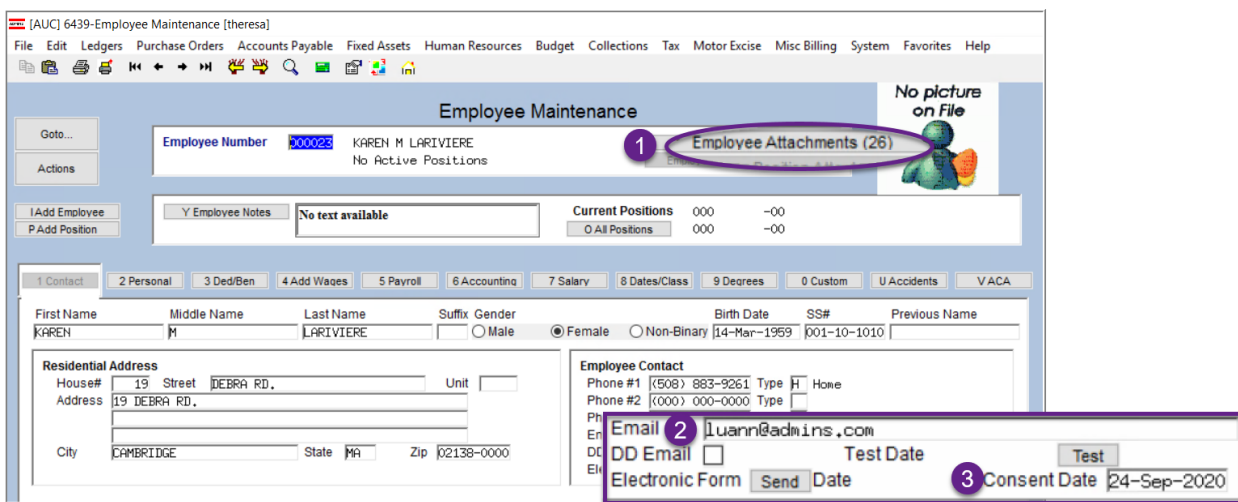 [AUC] 6439-Employee Maintenance [theresa]
File Edit Ledgers Purchase Orders Accounts Payable Fixed Assets Human Resources Budget Collections Tax Motor Excise Misc Billing System Favorites Help
Employee Maintenance
No picture
on File
Goto...
Actions
Employee Number 000023 KAREN M LARIVIERE
No Active Positions
1 Employee Attachments (26)
I Add Employee
P Add Position
Y Employee Notes No text available
Current Positions 000 -00
O All Positions 000 -00
1 Contact 2 Personal 3 Ded/Ben 4 Add Wages 5 Payroll 6 Accounting 7 Salary 8 Dates/Class 9 Degrees 0 Custom U Accidents V ACA
First Name Middle Name Last Name Suffix Gender Birth Date SS# Previous Name
KAREN M LARIVIERE Male Female Non-Binary 14-Mar-1959 001-10-1010
Residential Address
House# 19 Street DEBRA RD. Unit
Address 19 DEBRA RD.
City CAMBRIDGE State MA Zip 02138-0000
Employee Contact
Phone #1 (508) 883-9261 Type H Home
Phone #2 (000) 000-0000 Type
Email 2 luann@admins.com
DD Email Test Date Test
Electronic Form Send Date 3 Consent Date 24-Sep-2020